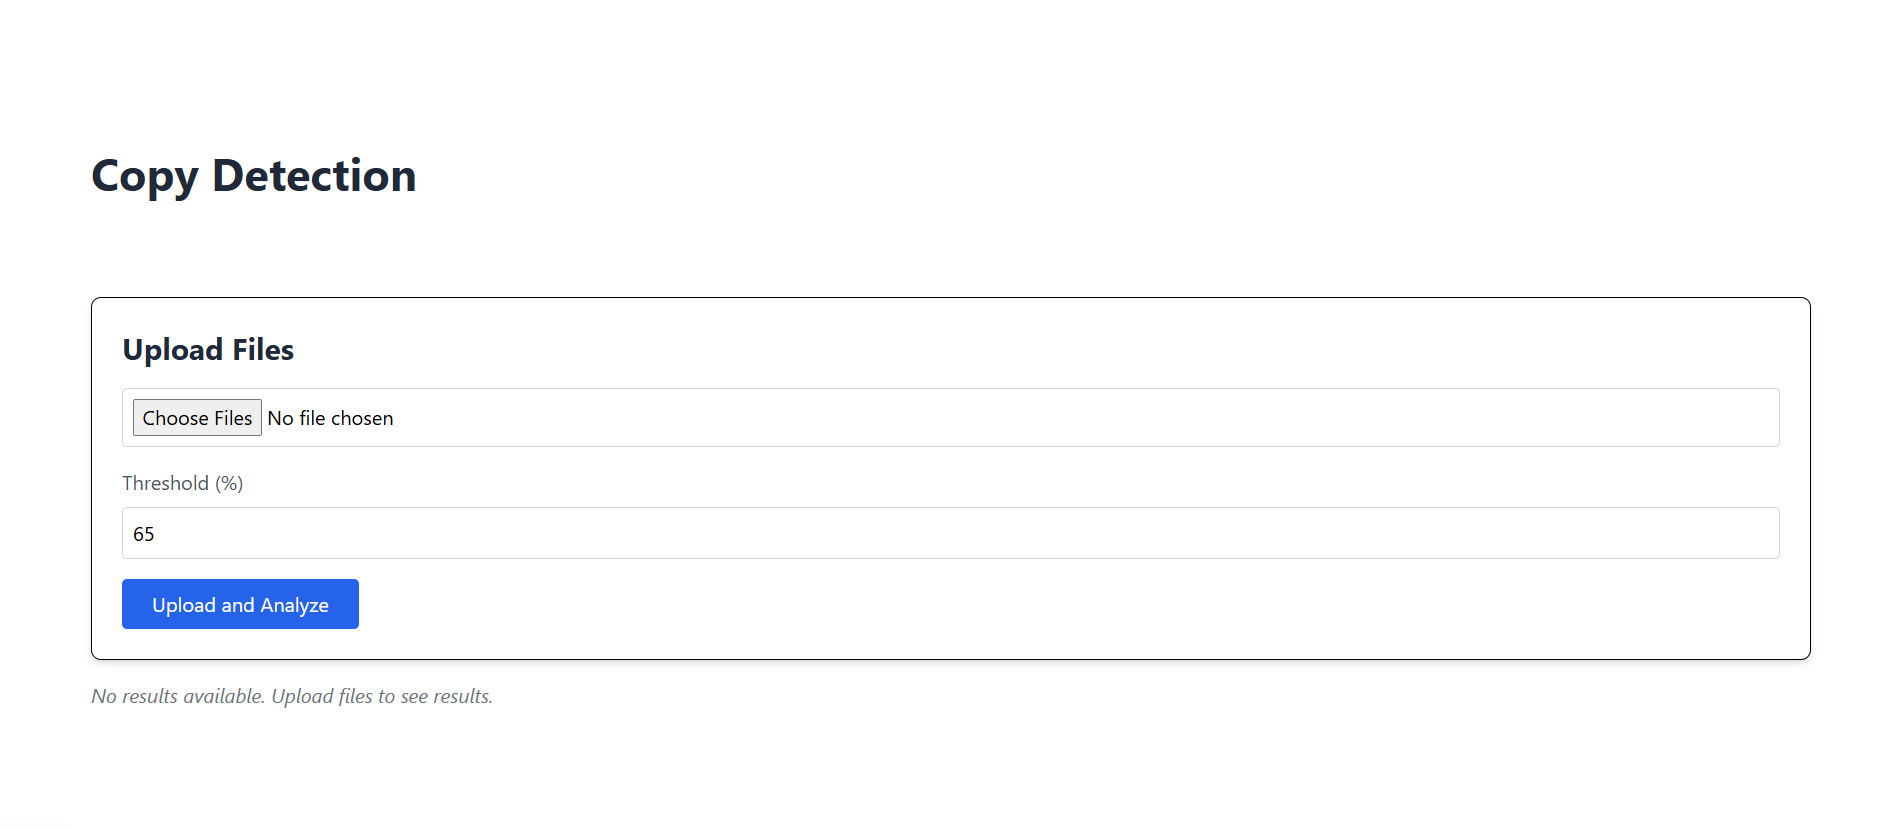 Copy Detection
Upload Files
Choose Files No file chosen
Threshold (%)
65
Upload and Analyze
No results available. Upload files to see results.